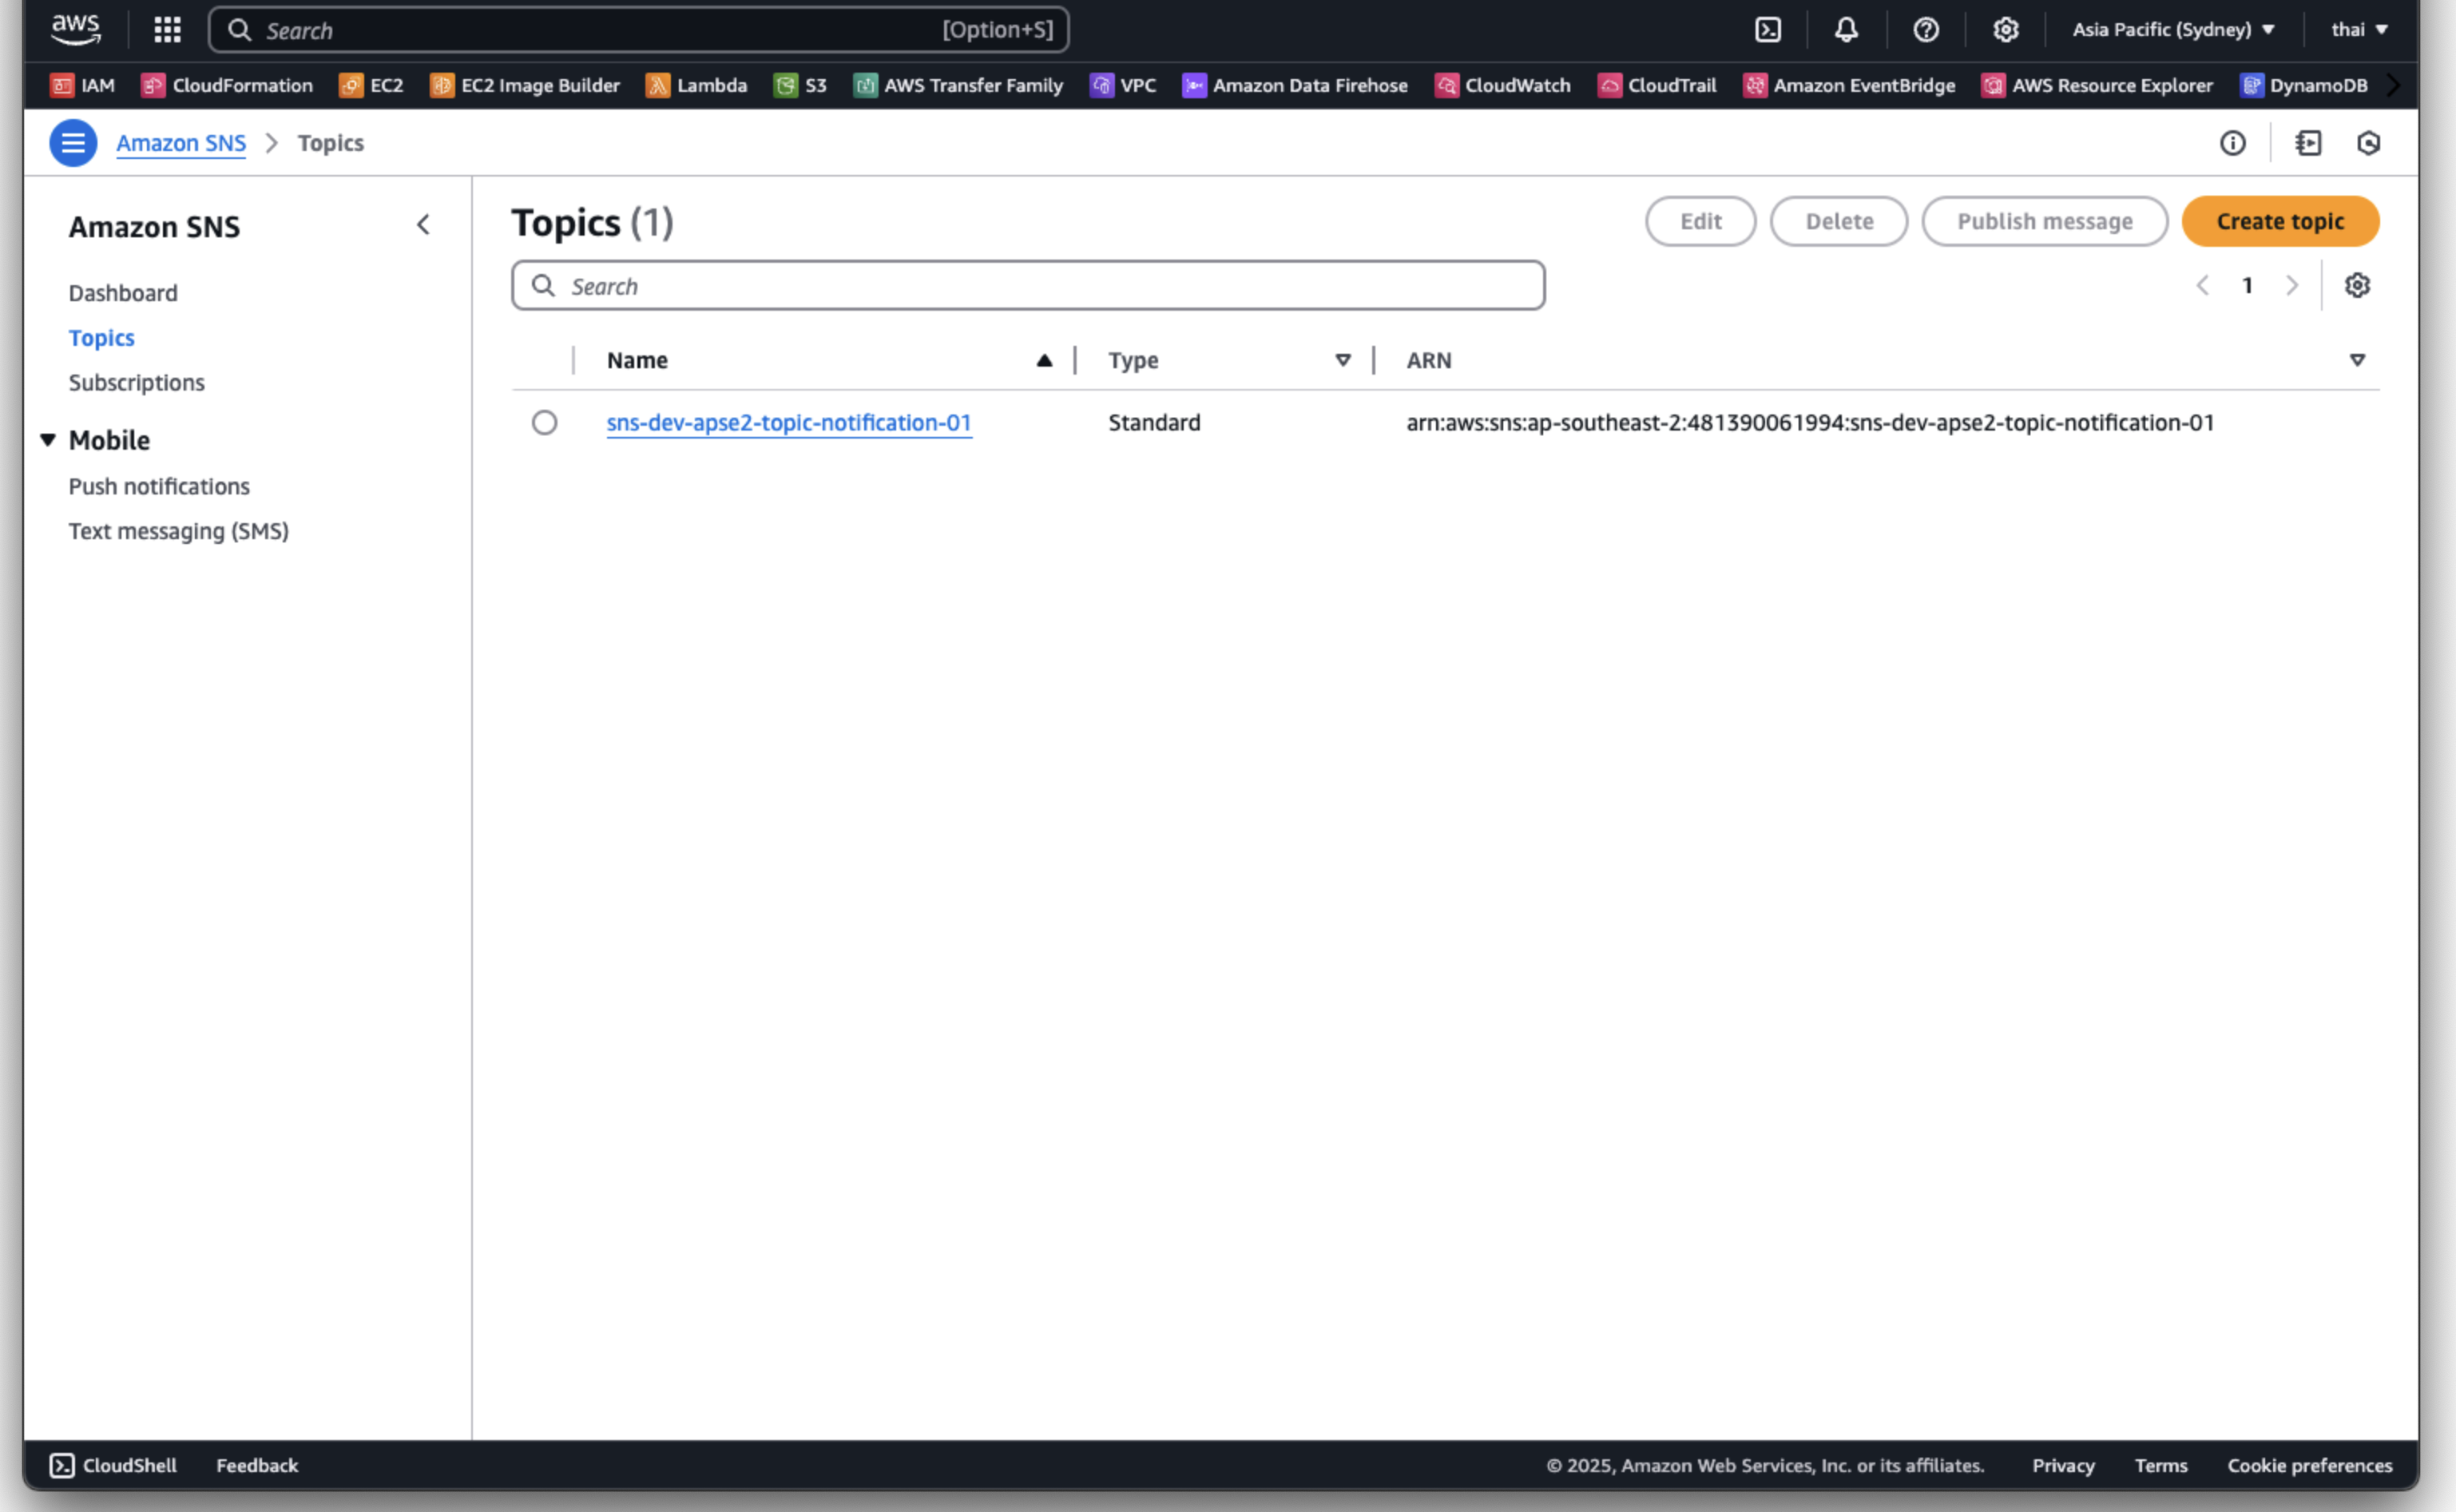 aws Search [Option+S] Asia Pacific (Sydney) thai
IAM CloudFormation EC2 EC2 Image Builder Lambda S3 AWS Transfer Family VPC Amazon Data Firehose CloudWatch CloudTrail Amazon EventBridge AWS Resource Explorer DynamoDB
Amazon SNS Topics
Amazon SNS
Dashboard
Topics
Subscriptions
Mobile
Push notifications
Text messaging (SMS)
Topics (1) Edit Delete Publish message Create topic
Search 1
Name Type ARN
sns-dev-apse2-topic-notification-01 Standard arn:aws:sns:ap-southeast-2:481390061994:sns-dev-apse2-topic-notification-01
CloudShell Feedback © 2025, Amazon Web Services, Inc. or its affiliates. Privacy Terms Cookie preferences